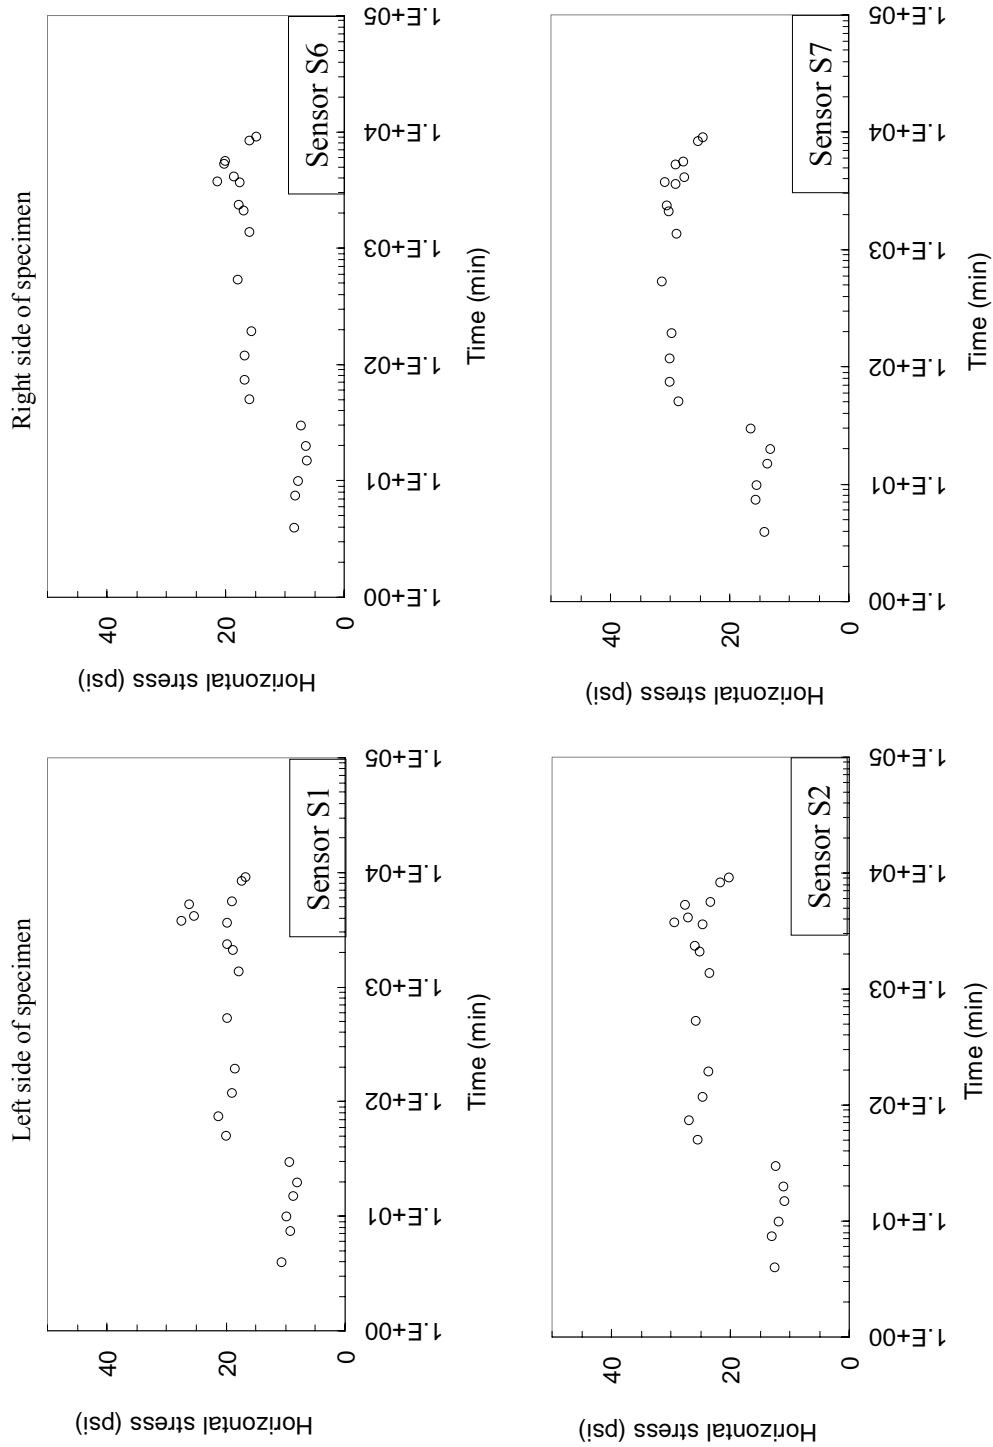 Left side of specimen
Right side of specimen
Horizontal stress (psi)
40
20
0
1.E+00
1.E+01
1.E+02
1.E+03
1.E+04
1.E+05
Time (min)
Sensor S1
Horizontal stress (psi)
40
20
0
1.E+00
1.E+01
1.E+02
1.E+03
1.E+04
1.E+05
Time (min)
Sensor S6
Horizontal stress (psi)
40
20
0
1.E+00
1.E+01
1.E+02
1.E+03
1.E+04
1.E+05
Time (min)
Sensor S2
Horizontal stress (psi)
40
20
0
1.E+00
1.E+01
1.E+02
1.E+03
1.E+04
1.E+05
Time (min)
Sensor S7